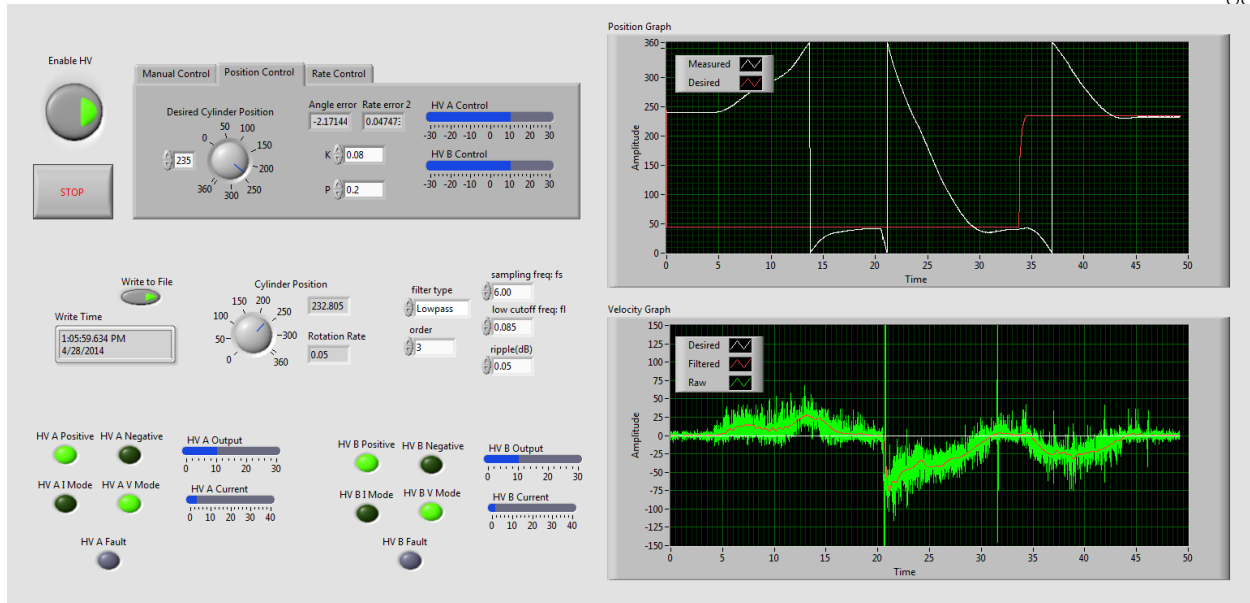 Enable HV
STOP
Manual Control Position Control Rate Control
Desired Cylinder Position
0 50 100 150 200 250 300 360
235
Angle error Rate error 2
-2.17144 0.04747
K 0.08
P 0.2
HV A Control
-30 -20 -10 0 10 20 30
HV B Control
-30 -20 -10 0 10 20 30
Write to File
Write Time
1:05:59.634 PM
4/28/2014
Cylinder Position
0 50 100 150 200 250 300 360
232.805
Rotation Rate
0.05
filter type
Lowpass
order
3
sampling freq: fs
6.00
low cutoff freq: fl
0.085
ripple(dB)
0.05
HV A Positive HV A Negative
HV A Output
0 10 20 30
HV A I Mode HV A V Mode
HV A Current
0 10 20 30 40
HV A Fault
HV B Positive HV B Negative
HV B Output
0 10 20 30
HV B I Mode HV B V Mode
HV B Current
0 10 20 30 40
HV B Fault
Position Graph
Measured
Desired
Amplitude
360
300
250
200
150
100
50
0
0 5 10 15 20 25 30 35 40 45 50
Time
Velocity Graph
Desired
Filtered
Raw
Amplitude
150
125
100
75
50
25
0
-25
-50
-75
-100
-125
-150
0 5 10 15 20 25 30 35 40 45 50
Time